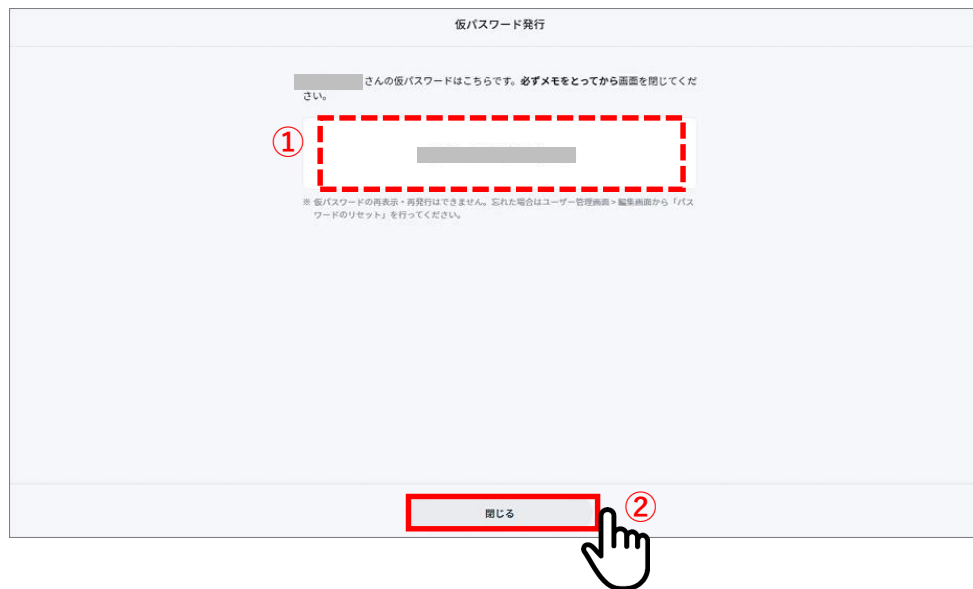 仮パスワード発行
さんの仮パスワードはこちらです。必ずメモをとってから画面を閉じてくだ
さい。
①
※ 仮パスワードの再表示・再発行はできません。忘れた場合はユーザー管理画面 > 編集画面から「パス
ワードのリセット」を行ってください。
閉じる
②